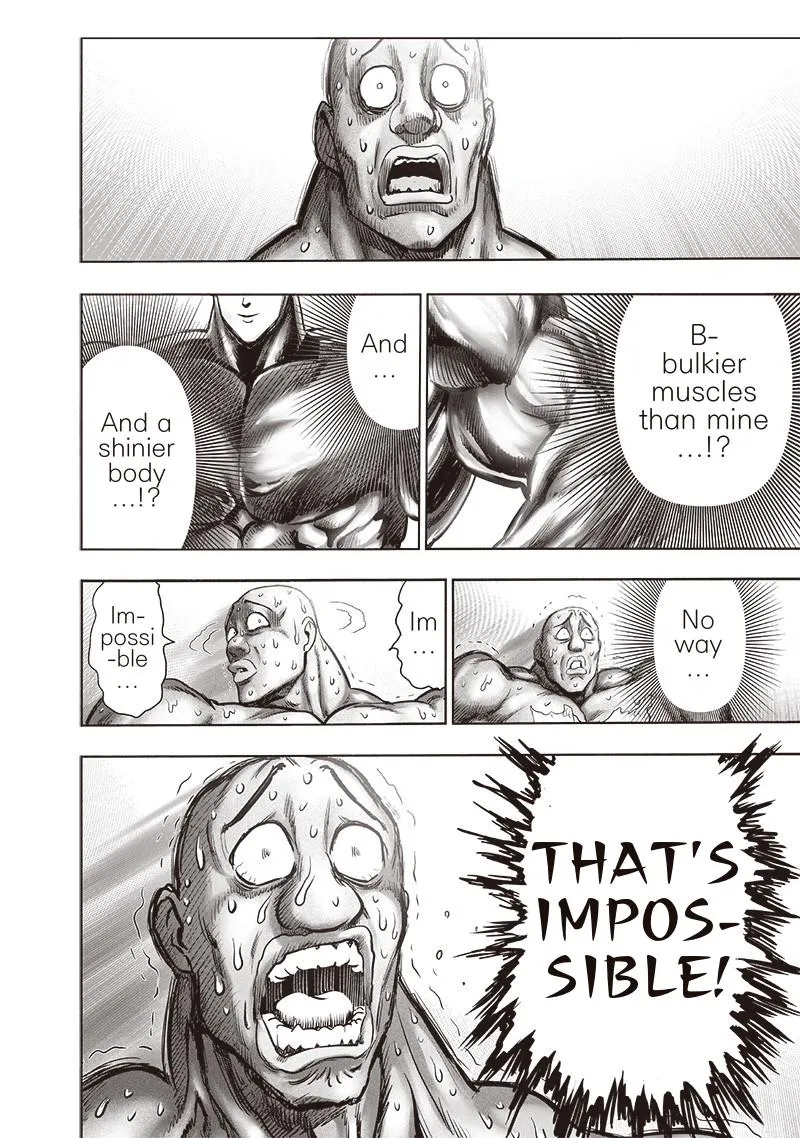 B-
bulkier
muscles
than mine
...!?
And
...
And a
shinier
body
...!?
No
way
...
Im
...
Im-
possi
-ble
...
THAT'S
IMPOS-
SIBLE!